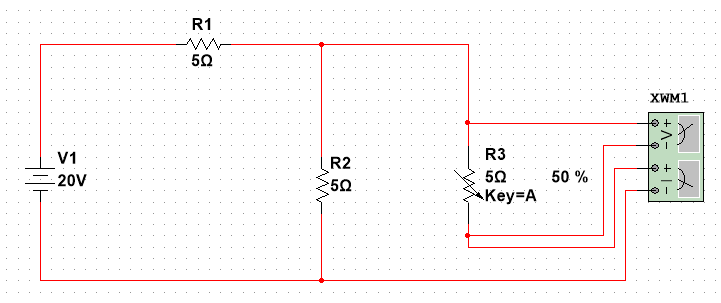 R1
5Ω
XWM1
V1
20V
R2
5Ω
R3
5Ω
50 %
Key=A
+
V
−
+
I
−